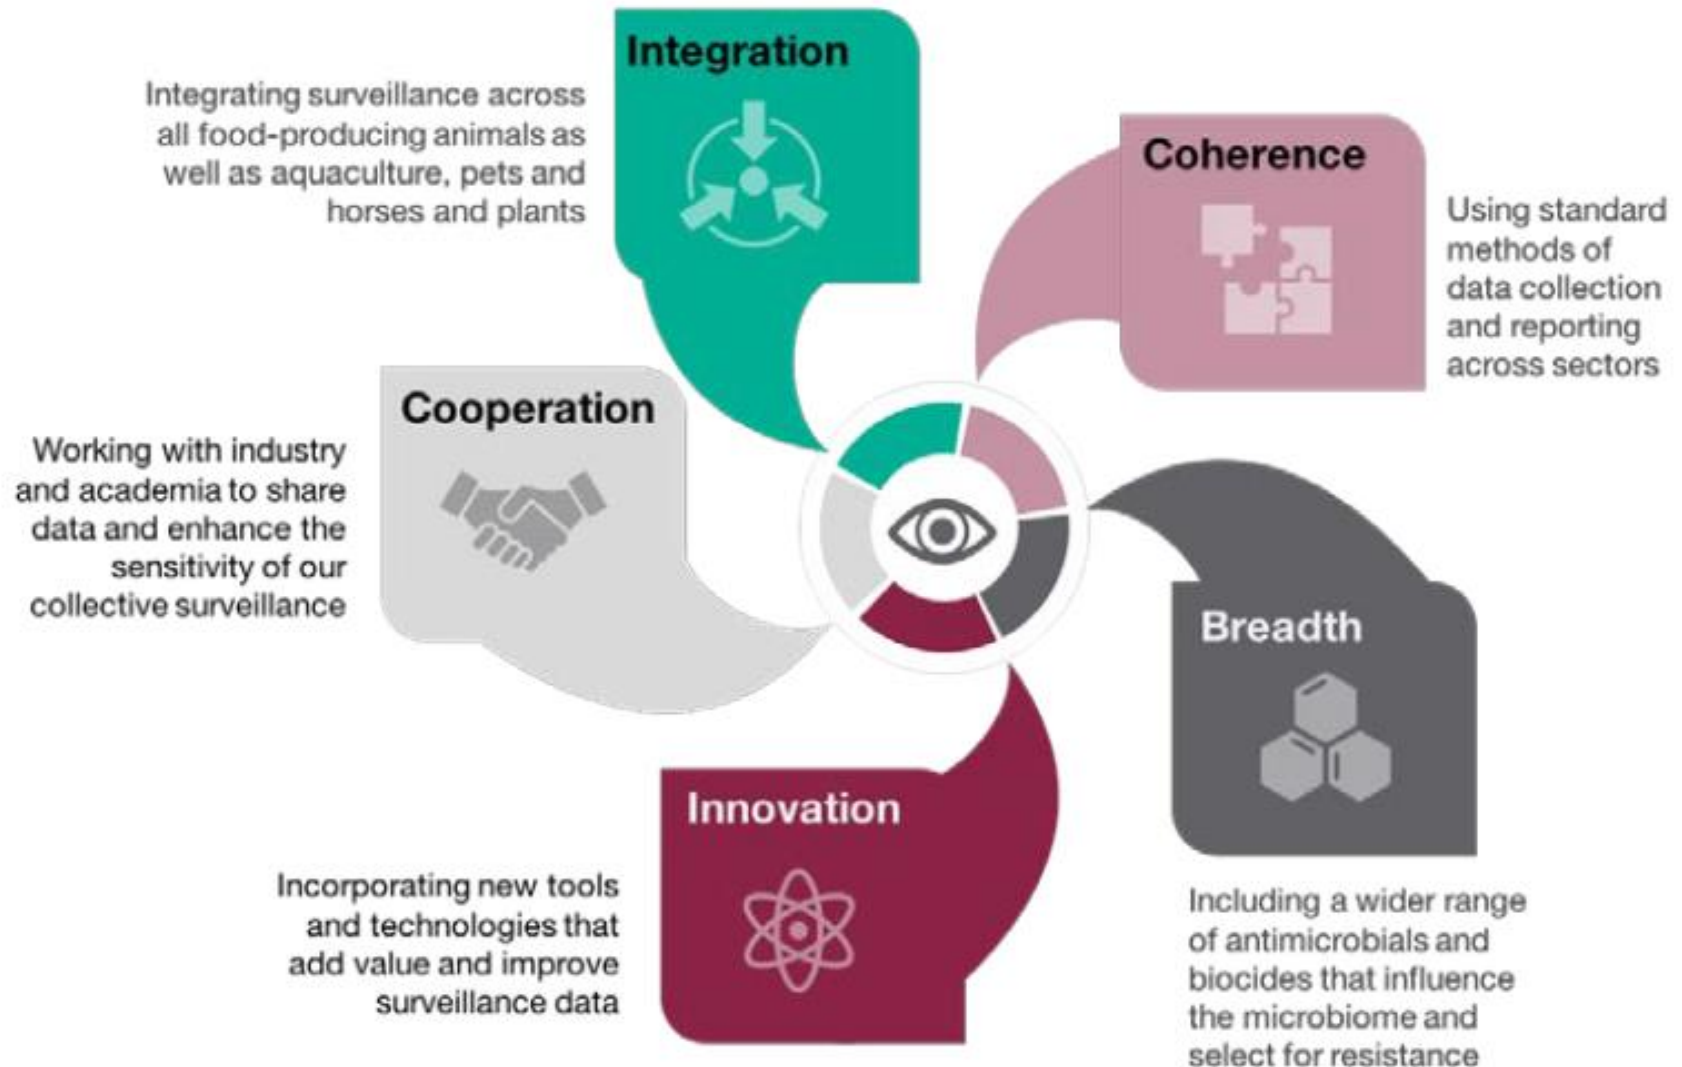 Integration
Integrating surveillance across
all food-producing animals as
well as aquaculture, pets and
horses and plants
Coherence
Using standard
methods of
data collection
and reporting
across sectors
Cooperation
Working with industry
and academia to share
data and enhance the
sensitivity of our
collective surveillance
Breadth
Including a wider range
of antimicrobials and
biocides that influence
the microbiome and
select for resistance
Innovation
Incorporating new tools
and technologies that
add value and improve
surveillance data